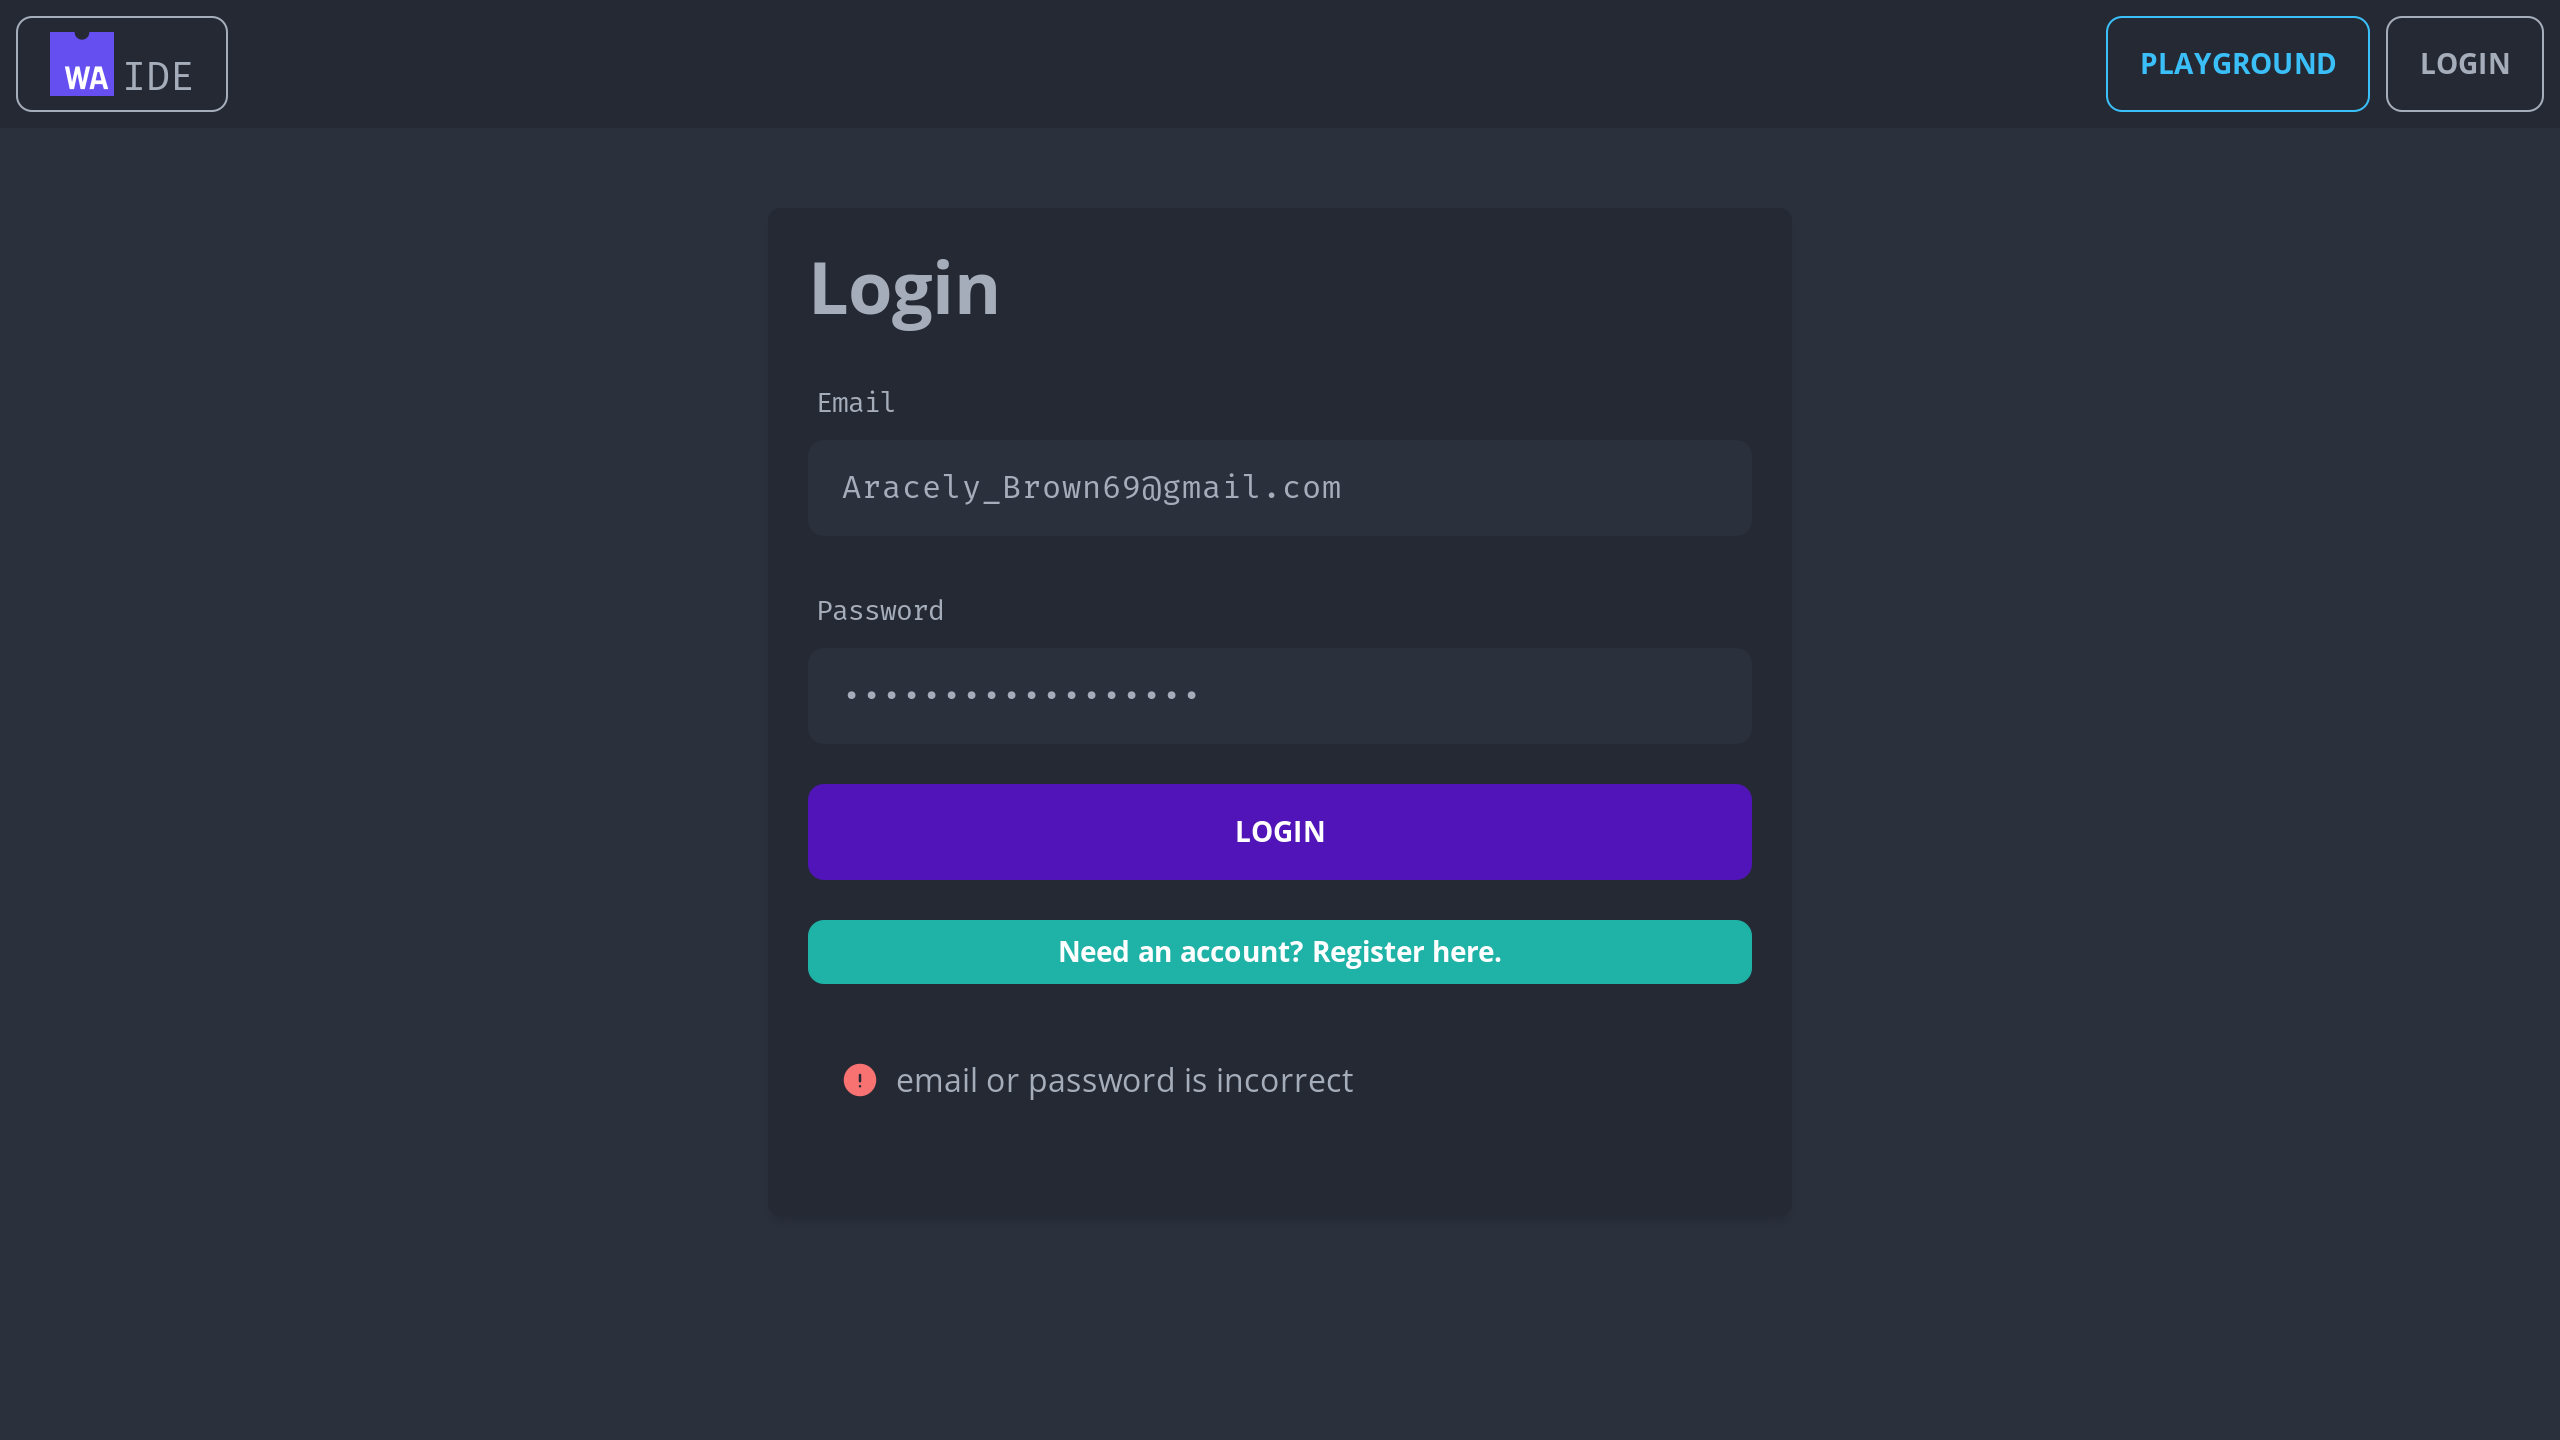 WA IDE
PLAYGROUND
LOGIN
Login
Email
Aracely_Brown69@gmail.com
Password
••••••••••••••••••
LOGIN
Need an account? Register here.
email or password is incorrect